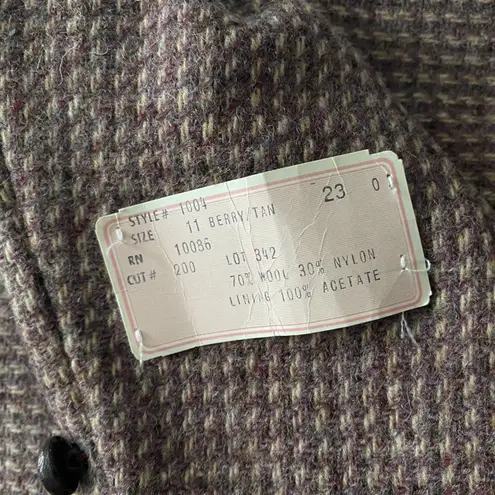 STYLE# 1004 23 0
SIZE 11 BERRY/TAN
RN 10086
CUT# 200 LOT 342
70% WOOL 30% NYLON
LINING 100% ACETATE